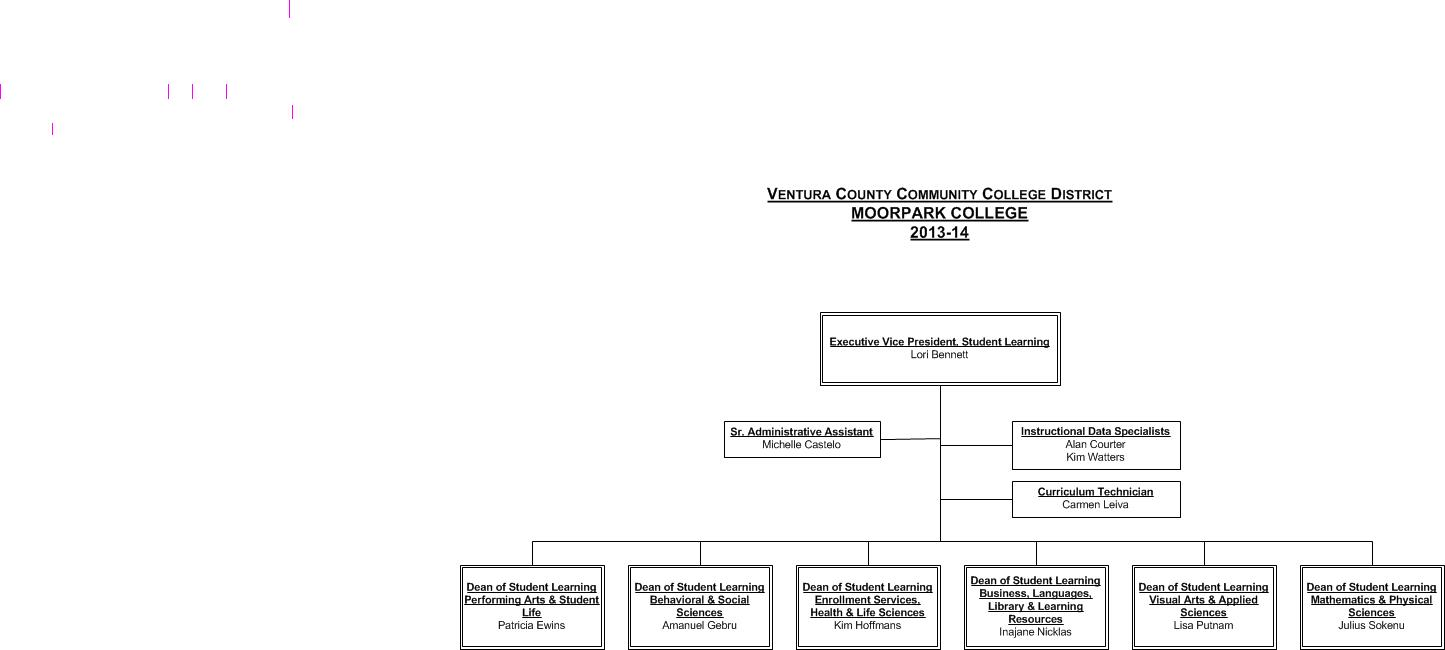 VENTURA COUNTY COMMUNITY COLLEGE DISTRICT
MOORPARK COLLEGE
2013-14
Executive Vice President, Student Learning
Lori Bennett
Sr. Administrative Assistant
Michelle Castelo
Instructional Data Specialists
Alan Courter
Kim Watters
Curriculum Technician
Carmen Leiva
Dean of Student Learning
Performing Arts & Student
Life
Patricia Ewins
Dean of Student Learning
Behavioral & Social
Sciences
Amanuel Gebru
Dean of Student Learning
Enrollment Services,
Health & Life Sciences
Kim Hoffmans
Dean of Student Learning
Business, Languages,
Library & Learning
Resources
Inajane Nicklas
Dean of Student Learning
Visual Arts & Applied
Sciences
Lisa Putnam
Dean of Student Learning
Mathematics & Physical
Sciences
Julius Sokenu